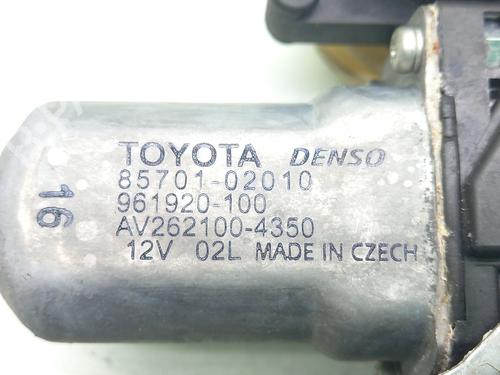 TOYOTA DENSO
85701-02010
961920-100
AV262100-4350
12V 02L MADE IN CZECH
16